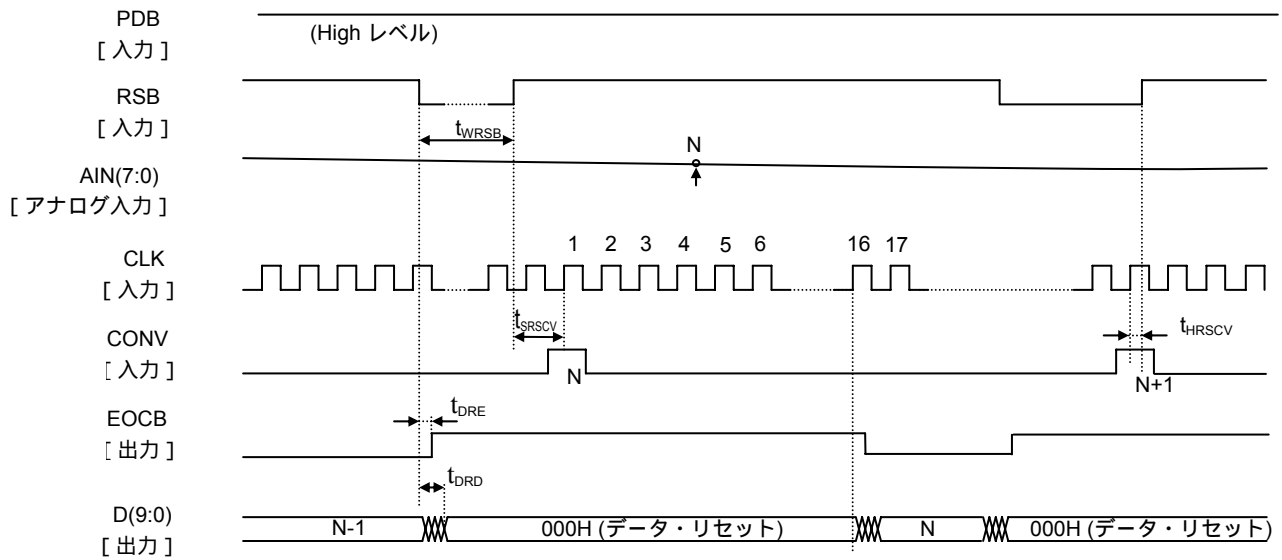 PDB
[ 入力 ]
(High レベル)
RSB
[ 入力 ]
tWRSB
N
AIN(7:0)
[ アナログ入力 ]
CLK
[ 入力 ]
1 2 3 4 5 6 16 17
CONV
[ 入力 ]
tSRSCV
N
tHRSCV
N+1
EOCB
[ 出力 ]
tDRE
tDRD
D(9:0)
[ 出力 ]
N-1 000H (データ・リセット) N 000H (データ・リセット)